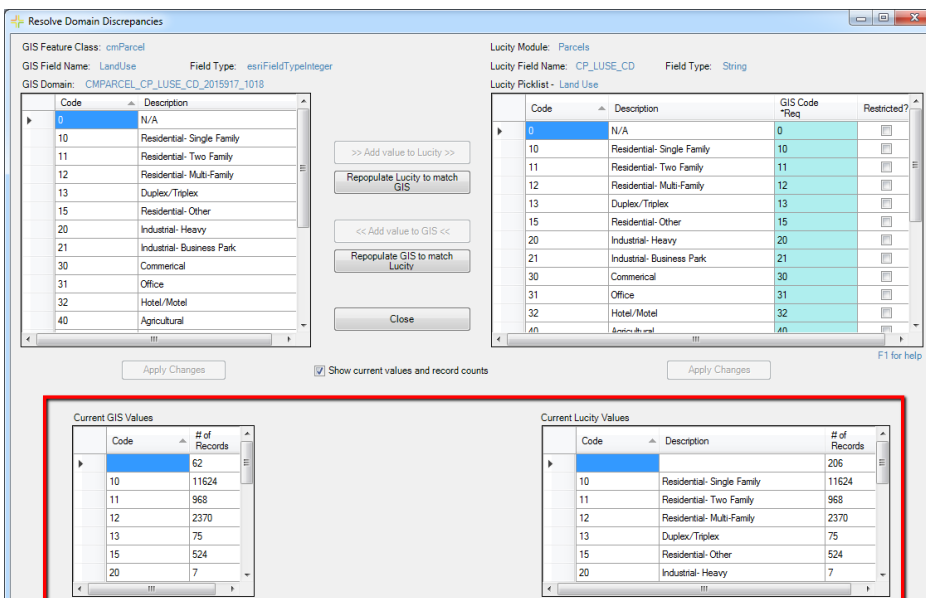 Resolve Domain Discrepancies
GIS Feature Class: cmParcel
GIS Field Name: LandUse Field Type: esriFieldTypeInteger
GIS Domain: CMPARCEL_CP_LUSE_CD_2015917_1018
Code Description
0 N/A
10 Residential- Single Family
11 Residential- Two Family
12 Residential- Multi-Family
13 Duplex/Triplex
15 Residential- Other
20 Industrial- Heavy
21 Industrial- Business Park
30 Commerical
31 Office
32 Hotel/Motel
40 Agricultural
Apply Changes
>> Add value to Lucity >>
Repopulate Lucity to match
GIS
<< Add value to GIS <<
Repopulate GIS to match
Lucity
Close
Show current values and record counts
Lucity Module: Parcels
Lucity Field Name: CP_LUSE_CD Field Type: String
Lucity Picklist - Land Use
Code Description GIS Code
*Req Restricted?
0 N/A 0
10 Residential- Single Family 10
11 Residential- Two Family 11
12 Residential- Multi-Family 12
13 Duplex/Triplex 13
15 Residential- Other 15
20 Industrial- Heavy 20
21 Industrial- Business Park 21
30 Commerical 30
31 Office 31
32 Hotel/Motel 32
40 Agricultural 40
F1 for help
Apply Changes
Current GIS Values
Code # of
Records
62
10 11624
11 968
12 2370
13 75
15 524
20 7
Current Lucity Values
Code Description # of
Records
206
10 Residential- Single Family 11624
11 Residential- Two Family 968
12 Residential- Multi-Family 2370
13 Duplex/Triplex 75
15 Residential- Other 524
20 Industrial- Heavy 7